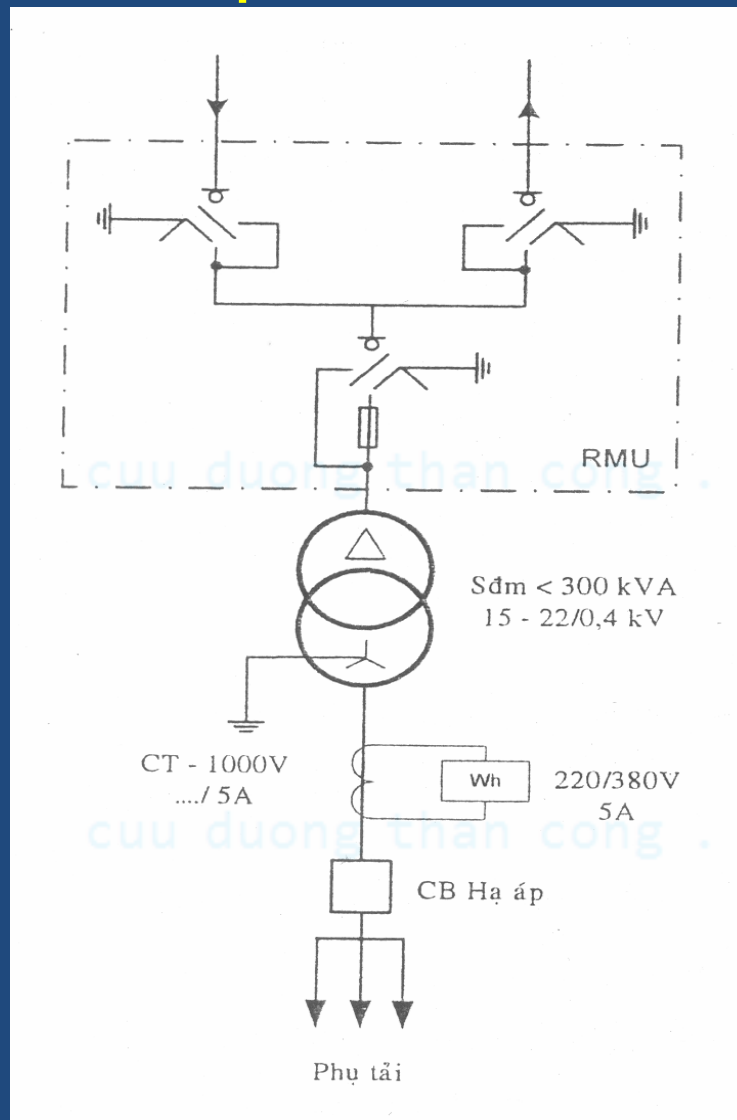 RMU
cuu duong than cong .
Sđm < 300 kVA
15 - 22/0,4 kV
CT - 1000V
..../ 5A
Wh
220/380V
5A
cuu duong than cong .
CB Hạ áp
Phụ tải